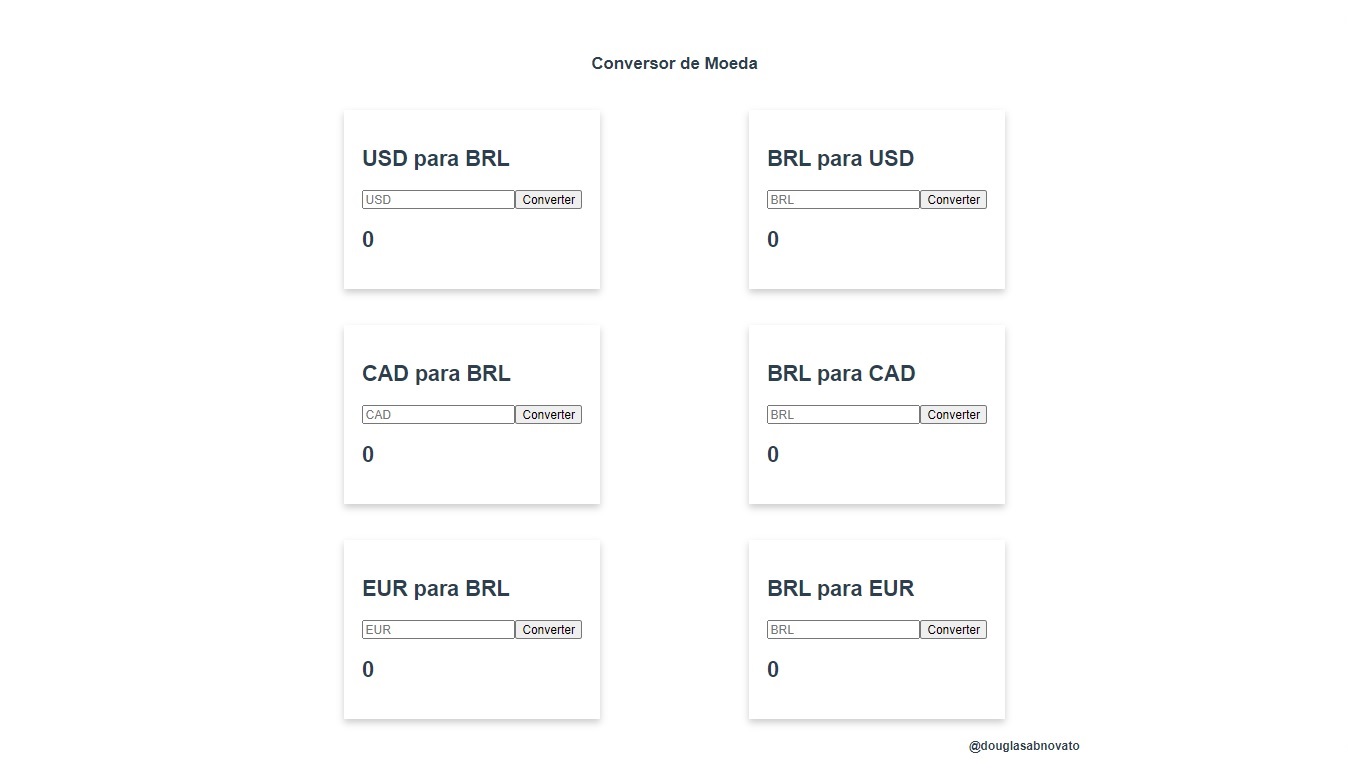 Conversor de Moeda
USD para BRL
USD Converter
0
BRL para USD
BRL Converter
0
CAD para BRL
CAD Converter
0
BRL para CAD
BRL Converter
0
EUR para BRL
EUR Converter
0
BRL para EUR
BRL Converter
0
@douglasabnovato